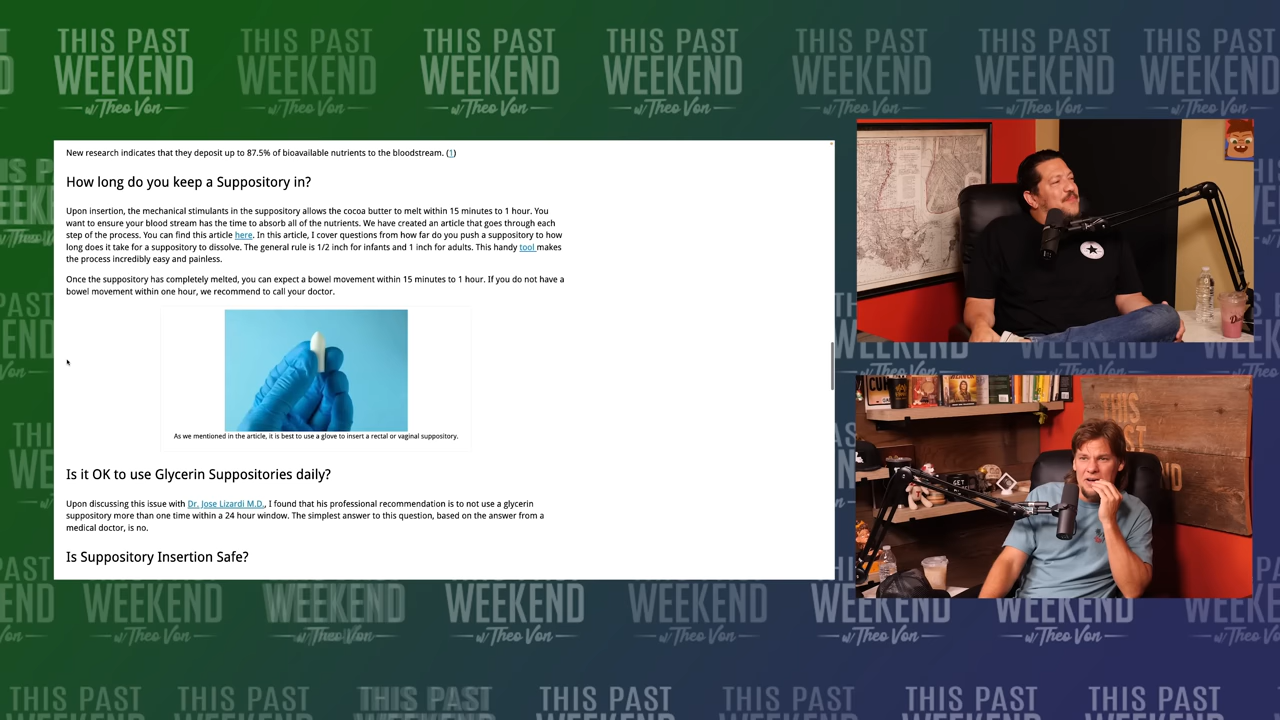 THIS PAST
WEEKEND
w/ Theo Von
New research indicates that they deposit up to 87.5% of bioavailable nutrients to the bloodstream. (1)
How long do you keep a Suppository in?
Upon insertion, the mechanical stimulants in the suppository allows the cocoa butter to melt within 15 minutes to 1 hour. You
want to ensure your blood stream has the time to absorb all of the nutrients. We have created an article that goes through each
step of the process. You can find this article here. In this article, I cover questions from how far do you push a suppository to how
long does it take for a suppository to dissolve. The general rule is 1/2 inch for infants and 1 inch for adults. This handy tool makes
the process incredibly easy and painless.
Once the suppository has completely melted, you can expect a bowel movement within 15 minutes to 1 hour. If you do not have a
bowel movement within one hour, we recommend to call your doctor.
As we mentioned in the article, it is best to use a glove to insert a rectal or vaginal suppository.
Is it OK to use Glycerin Suppositories daily?
Upon discussing this issue with Dr. Jose Lizardi M.D., I found that his professional recommendation is to not use a glycerin
suppository more than one time within a 24 hour window. The simplest answer to this question, based on the answer from a
medical doctor, is no.
Is Suppository Insertion Safe?